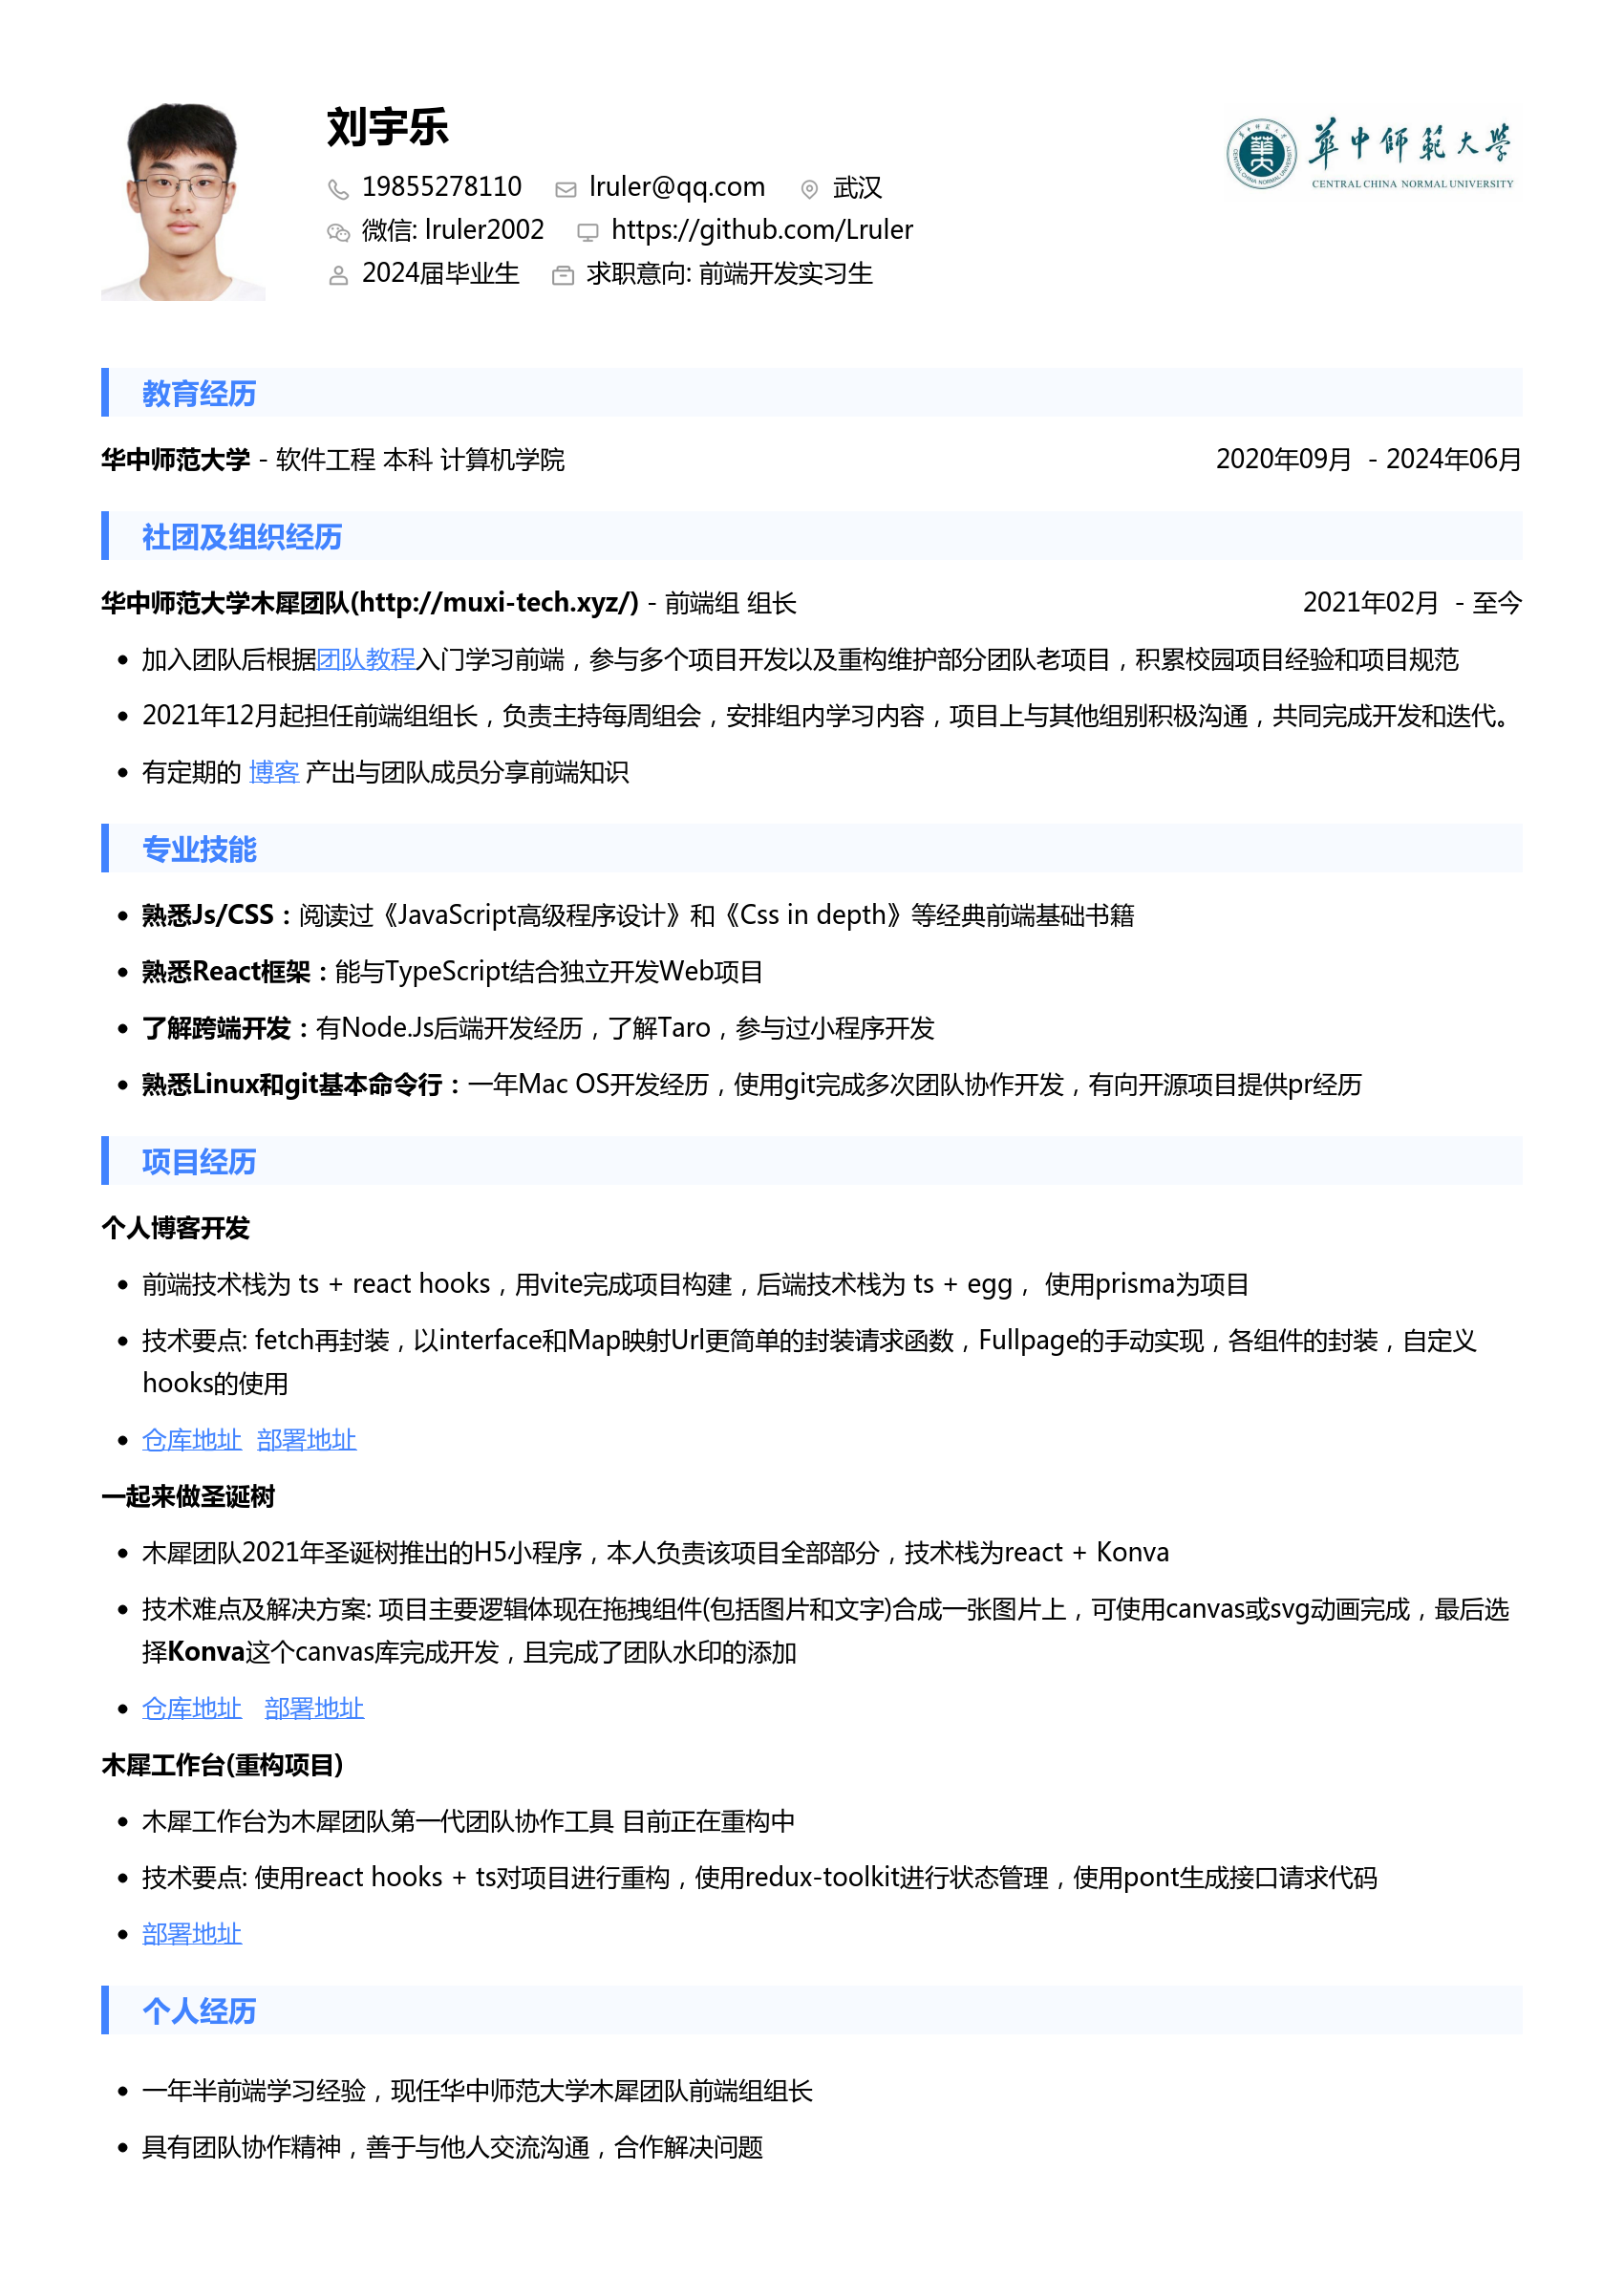 刘宇乐
华中師範大學
CENTRAL CHINA NORMAL UNIVERSITY
19855278110 lruler@qq.com 武汉
微信: lruler2002 https://github.com/Lruler
2024届毕业生 求职意向: 前端开发实习生
教育经历
华中师范大学 - 软件工程 本科 计算机学院 2020年09月 - 2024年06月
社团及组织经历
华中师范大学木犀团队(http://muxi-tech.xyz/) - 前端组 组长 2021年02月 - 至今
• 加入团队后根据团队教程入门学习前端，参与多个项目开发以及重构维护部分团队老项目，积累校园项目经验和项目规范
• 2021年12月起担任前端组组长，负责主持每周组会，安排组内学习内容，项目上与其他组别积极沟通，共同完成开发和迭代。
• 有定期的 博客 产出与团队成员分享前端知识
专业技能
• 熟悉Js/CSS：阅读过《JavaScript高级程序设计》和《Css in depth》等经典前端基础书籍
• 熟悉React框架：能与TypeScript结合独立开发Web项目
• 了解跨端开发：有Node.Js后端开发经历，了解Taro，参与过小程序开发
• 熟悉Linux和git基本命令行：一年Mac OS开发经历，使用git完成多次团队协作开发，有向开源项目提供pr经历
项目经历
个人博客开发
• 前端技术栈为 ts + react hooks，用vite完成项目构建，后端技术栈为 ts + egg， 使用prisma为项目
• 技术要点: fetch再封装，以interface和Map映射Url更简单的封装请求函数，Fullpage的手动实现，各组件的封装，自定义
hooks的使用
• 仓库地址 部署地址
一起来做圣诞树
• 木犀团队2021年圣诞树推出的H5小程序，本人负责该项目全部部分，技术栈为react + Konva
• 技术难点及解决方案: 项目主要逻辑体现在拖拽组件(包括图片和文字)合成一张图片上，可使用canvas或svg动画完成，最后选
择Konva这个canvas库完成开发，且完成了团队水印的添加
• 仓库地址 部署地址
木犀工作台(重构项目)
• 木犀工作台为木犀团队第一代团队协作工具 目前正在重构中
• 技术要点: 使用react hooks + ts对项目进行重构，使用redux-toolkit进行状态管理，使用pont生成接口请求代码
• 部署地址
个人经历
• 一年半前端学习经验，现任华中师范大学木犀团队前端组组长
• 具有团队协作精神，善于与他人交流沟通，合作解决问题